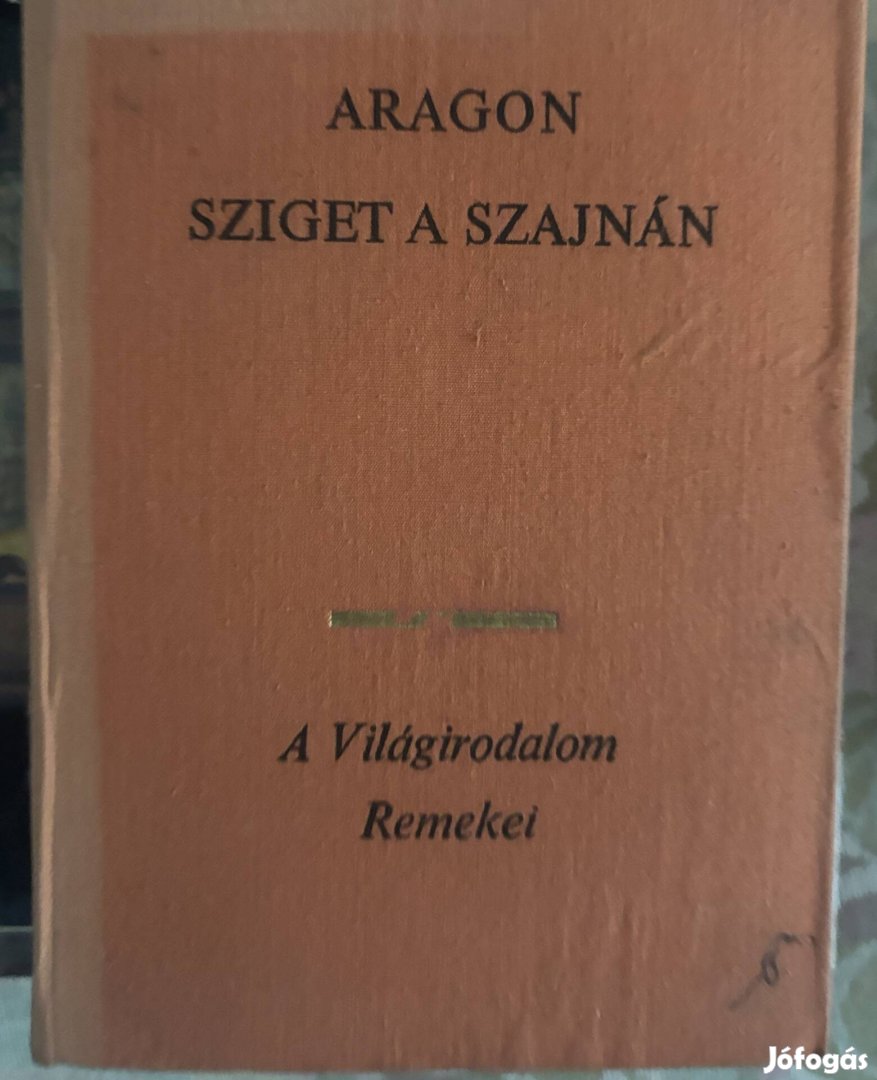 ARAGON
SZIGET A SZAJNÁN
A Világirodalom
Remekei
Jófogás